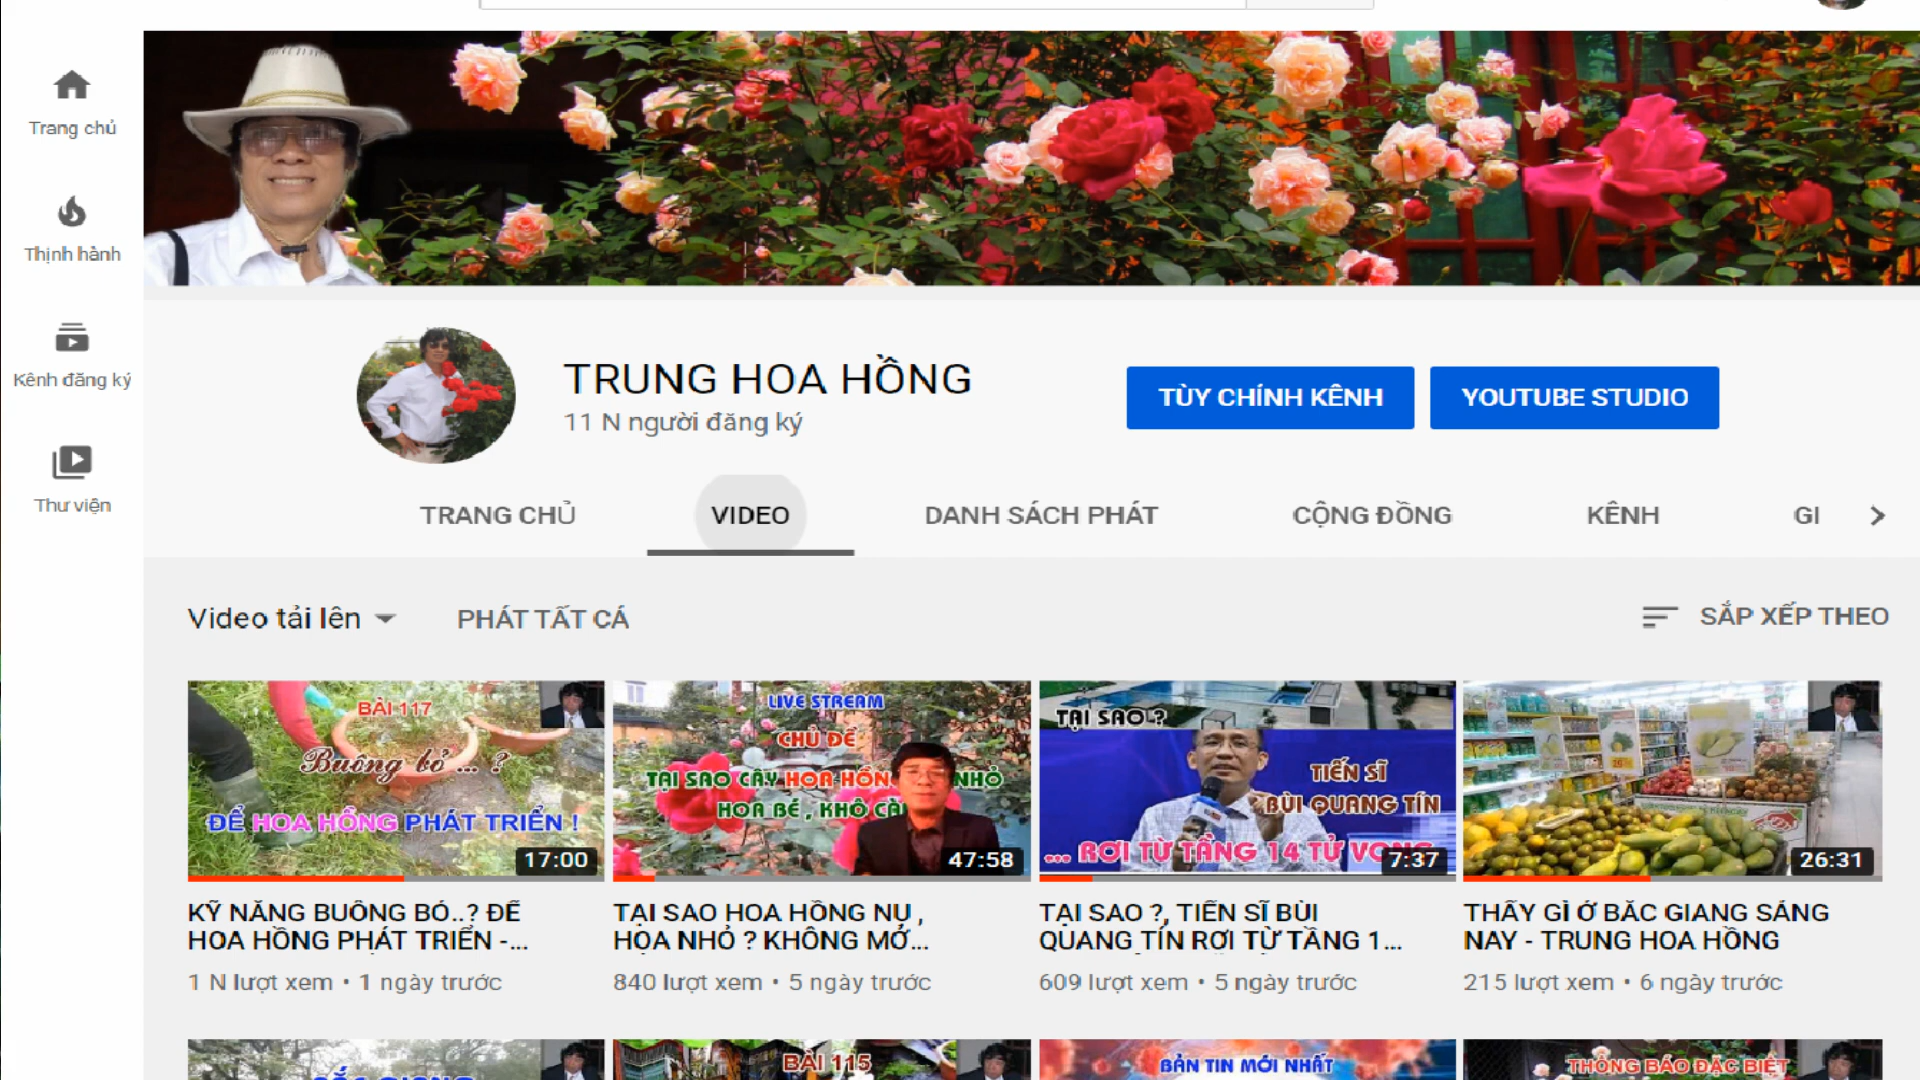 Trang chủ
Thịnh hành
Kênh đăng ký
Thư viện
TRUNG HOA HỒNG
11 N người đăng ký
TÙY CHỈNH KÊNH
YOUTUBE STUDIO
TRANG CHỦ
VIDEO
DANH SÁCH PHÁT
CỘNG ĐỒNG
KÊNH
GI
Video tải lên
PHÁT TẤT CẢ
SẮP XẾP THEO
BÀI 117
Buông bỏ ... ?
ĐỂ HOA HỒNG PHÁT TRIỂN !
17:00
LIVE STREAM
CHỦ ĐỀ
TẠI SAO CÂY HOA HỒN NHỎ
HOA BÉ , KHÔ CÀ
47:58
TẠI SAO ?
TIẾN SĨ
BÙI QUANG TÍN
... RƠI TỪ TẦNG 14 TỬ VONG
7:37
26:31
KỸ NĂNG BUÔNG BỎ..? ĐỂ
HOA HỒNG PHÁT TRIỂN -...
1 N lượt xem • 1 ngày trước
TẠI SAO HOA HỒNG NỤ ,
HỌA NHỎ ? KHÔNG MỞ...
840 lượt xem • 5 ngày trước
TẠI SAO ?, TIẾN SĨ BÙI
QUANG TÍN RƠI TỪ TẦNG 1...
609 lượt xem • 5 ngày trước
THẤY GÌ Ở BẮC GIANG SÁNG
NAY - TRUNG HOA HỒNG
215 lượt xem • 6 ngày trước
BÀI 115
BẢN TIN MỚI NHẤT
THÔNG BÁO ĐẶC BIỆT